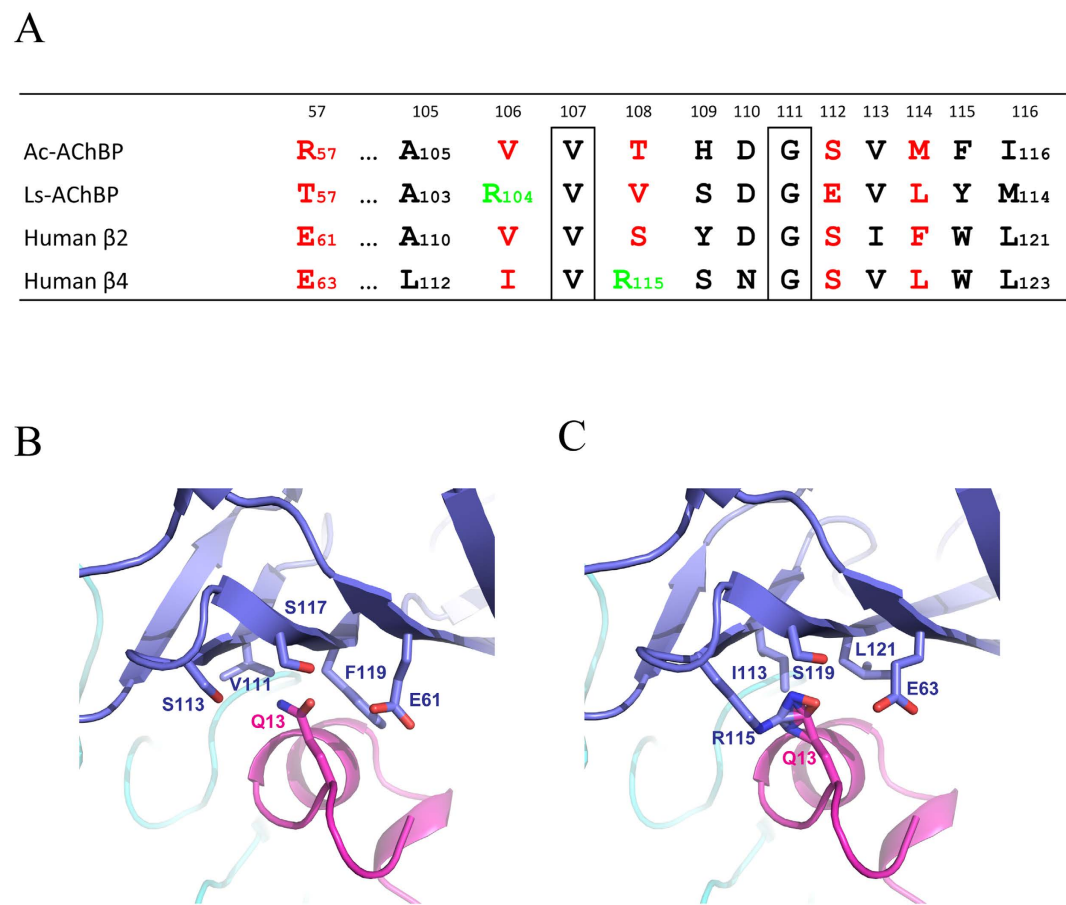 A
57 105 106 107 108 109 110 111 112 113 114 115 116
Ac-AChBP R57 ... A105 V V T H D G S V M F I116
Ls-AChBP T57 ... A103 R104 V V S D G E V L Y M114
Human β2 E61 ... A110 V V S Y D G S I F W L121
Human β4 E63 ... L112 I V R115 S N G S V L W L123
B
S117
V111
F119
S113
E61
Q13
C
L121
I113
S119
E63
R115
Q13